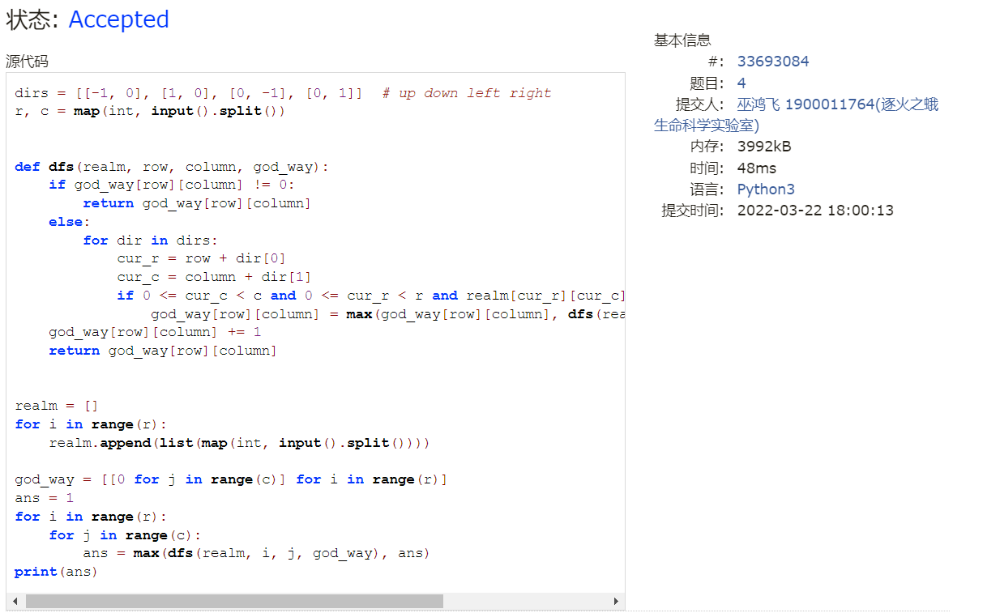 状态: Accepted
源代码
dirs = [[-1, 0], [1, 0], [0, -1], [0, 1]]  # up down left right
r, c = map(int, input().split())
def dfs(realm, row, column, god_way):
    if god_way[row][column] != 0:
        return god_way[row][column]
    else:
        for dir in dirs:
            cur_r = row + dir[0]
            cur_c = column + dir[1]
            if 0 <= cur_c < c and 0 <= cur_r < r and realm[cur_r][cur_c]
                god_way[row][column] = max(god_way[row][column], dfs(rea
    god_way[row][column] += 1
    return god_way[row][column]
realm = []
for i in range(r):
    realm.append(list(map(int, input().split())))
god_way = [[0 for j in range(c)] for i in range(r)]
ans = 1
for i in range(r):
    for j in range(c):
        ans = max(dfs(realm, i, j, god_way), ans)
print(ans)
基本信息
#: 33693084
题目: 4
提交人: 巫鸿飞 1900011764(逐火之蛾
生命科学实验室)
内存: 3992kB
时间: 48ms
语言: Python3
提交时间: 2022-03-22 18:00:13